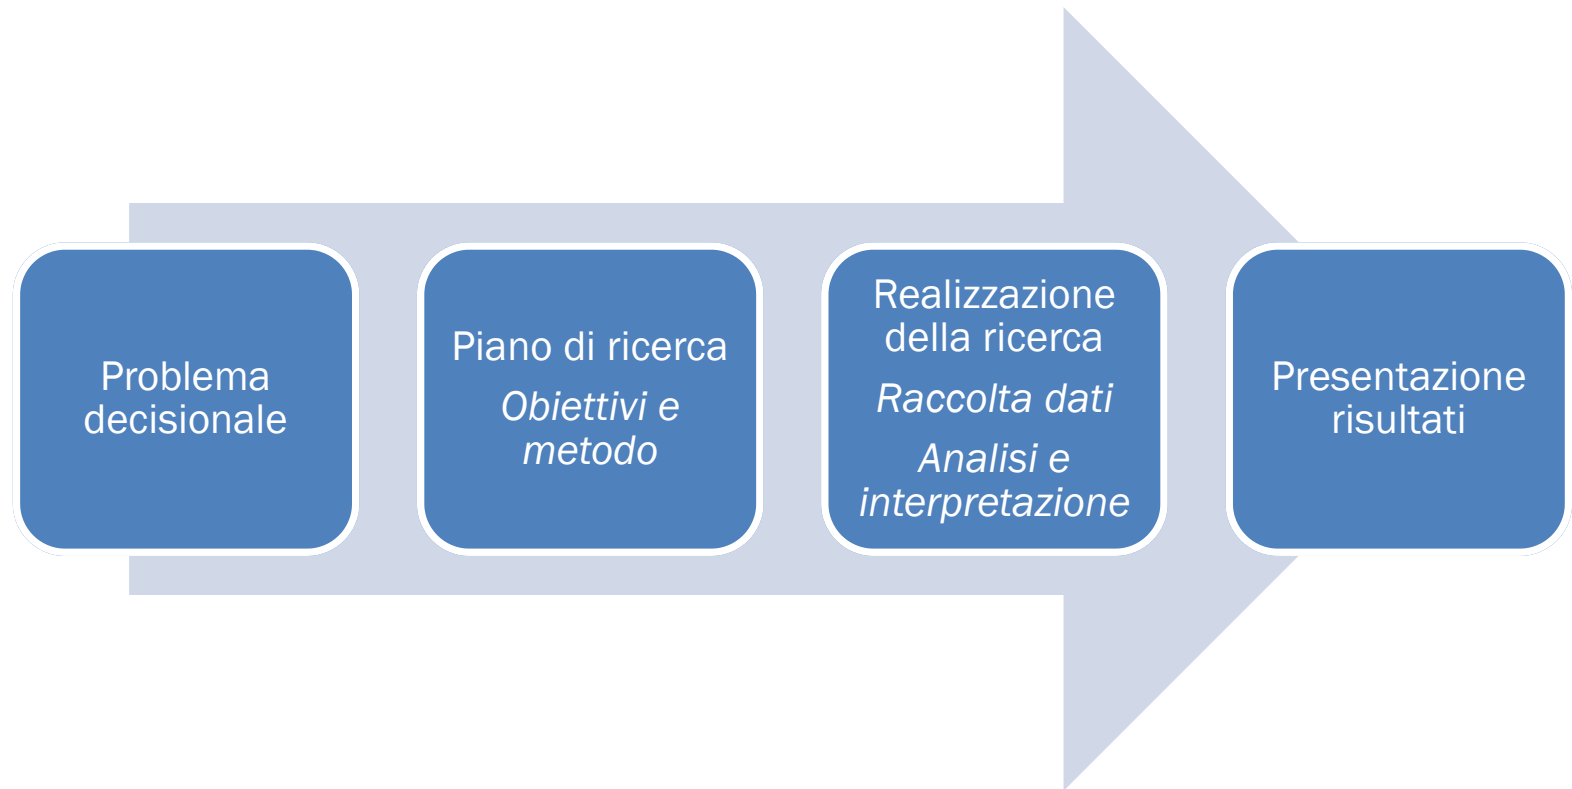 Problema
decisionale
Piano di ricerca
Obiettivi e
metodo
Realizzazione
della ricerca
Raccolta dati
Analisi e
interpretazione
Presentazione
risultati